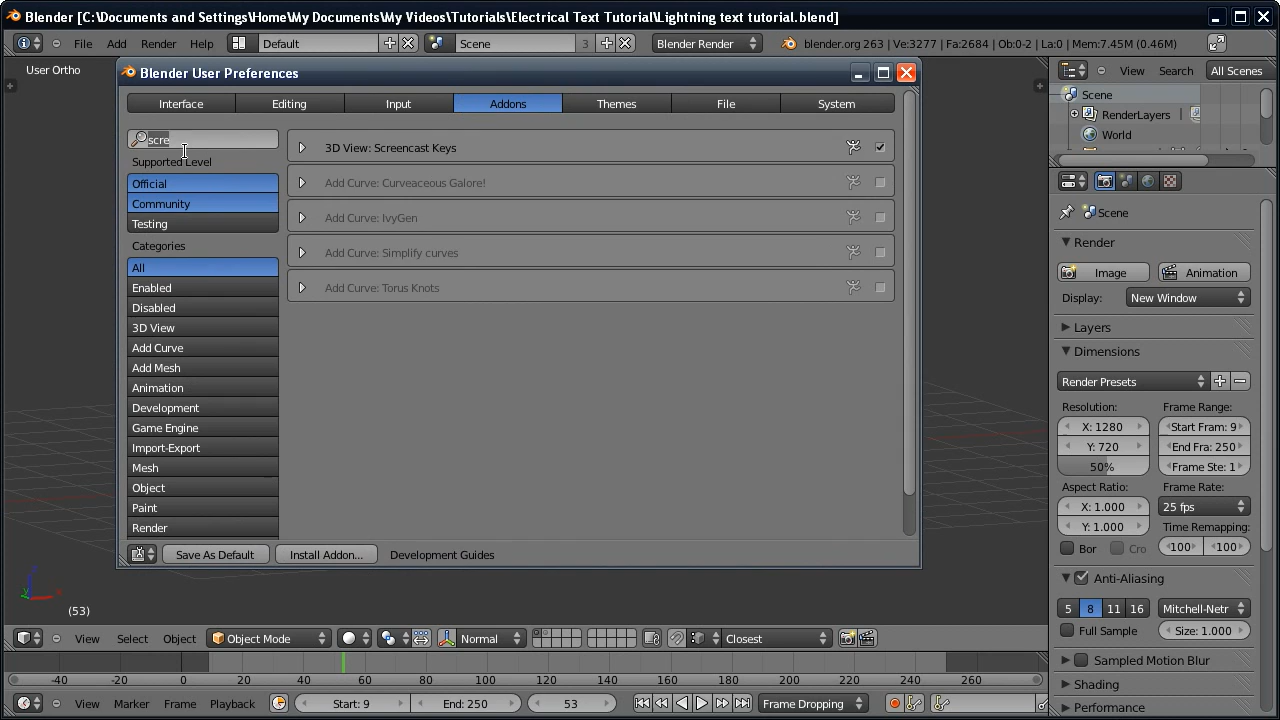 Blender [C:\Documents and Settings\Home\My Documents\My Videos\Tutorials\Electrical Text Tutorial\Lightning text tutorial.blend]
File Add Render Help Default Scene 3 Blender Render blender.org 263 | Ve:3277 | Fa:2684 | Ob:0-2 | La:0 | Mem:7.45M (0.46M)
User Ortho
View Search All Scenes
Scene
RenderLayers
World
Blender User Preferences
Interface Editing Input Addons Themes File System
scre
Supported Level
Official
Community
Testing
Categories
All
Enabled
Disabled
3D View
Add Curve
Add Mesh
Animation
Development
Game Engine
Import-Export
Mesh
Object
Paint
Render
3D View: Screencast Keys
Add Curve: Curveaceous Galore!
Add Curve: IvyGen
Add Curve: Simplify curves
Add Curve: Torus Knots
Save As Default Install Addon... Development Guides
Scene
Render
Image Animation
Display: New Window
Layers
Dimensions
Render Presets
Resolution: Frame Range:
X: 1280 Start Fram: 9
Y: 720 End Fra: 250
50% Frame Ste: 1
Aspect Ratio: Frame Rate:
X: 1.000 25 fps
Y: 1.000 Time Remapping:
Bor Cro 100 100
Anti-Aliasing
5 8 11 16 Mitchell-Netr
Full Sample Size: 1.000
Sampled Motion Blur
Shading
Performance
(53)
View Select Object Object Mode Normal Closest
-40 -20 0 20 40 60 80 100 120 140 160 180 200 220 240 260
View Marker Frame Playback Start: 9 End: 250 53 Frame Dropping